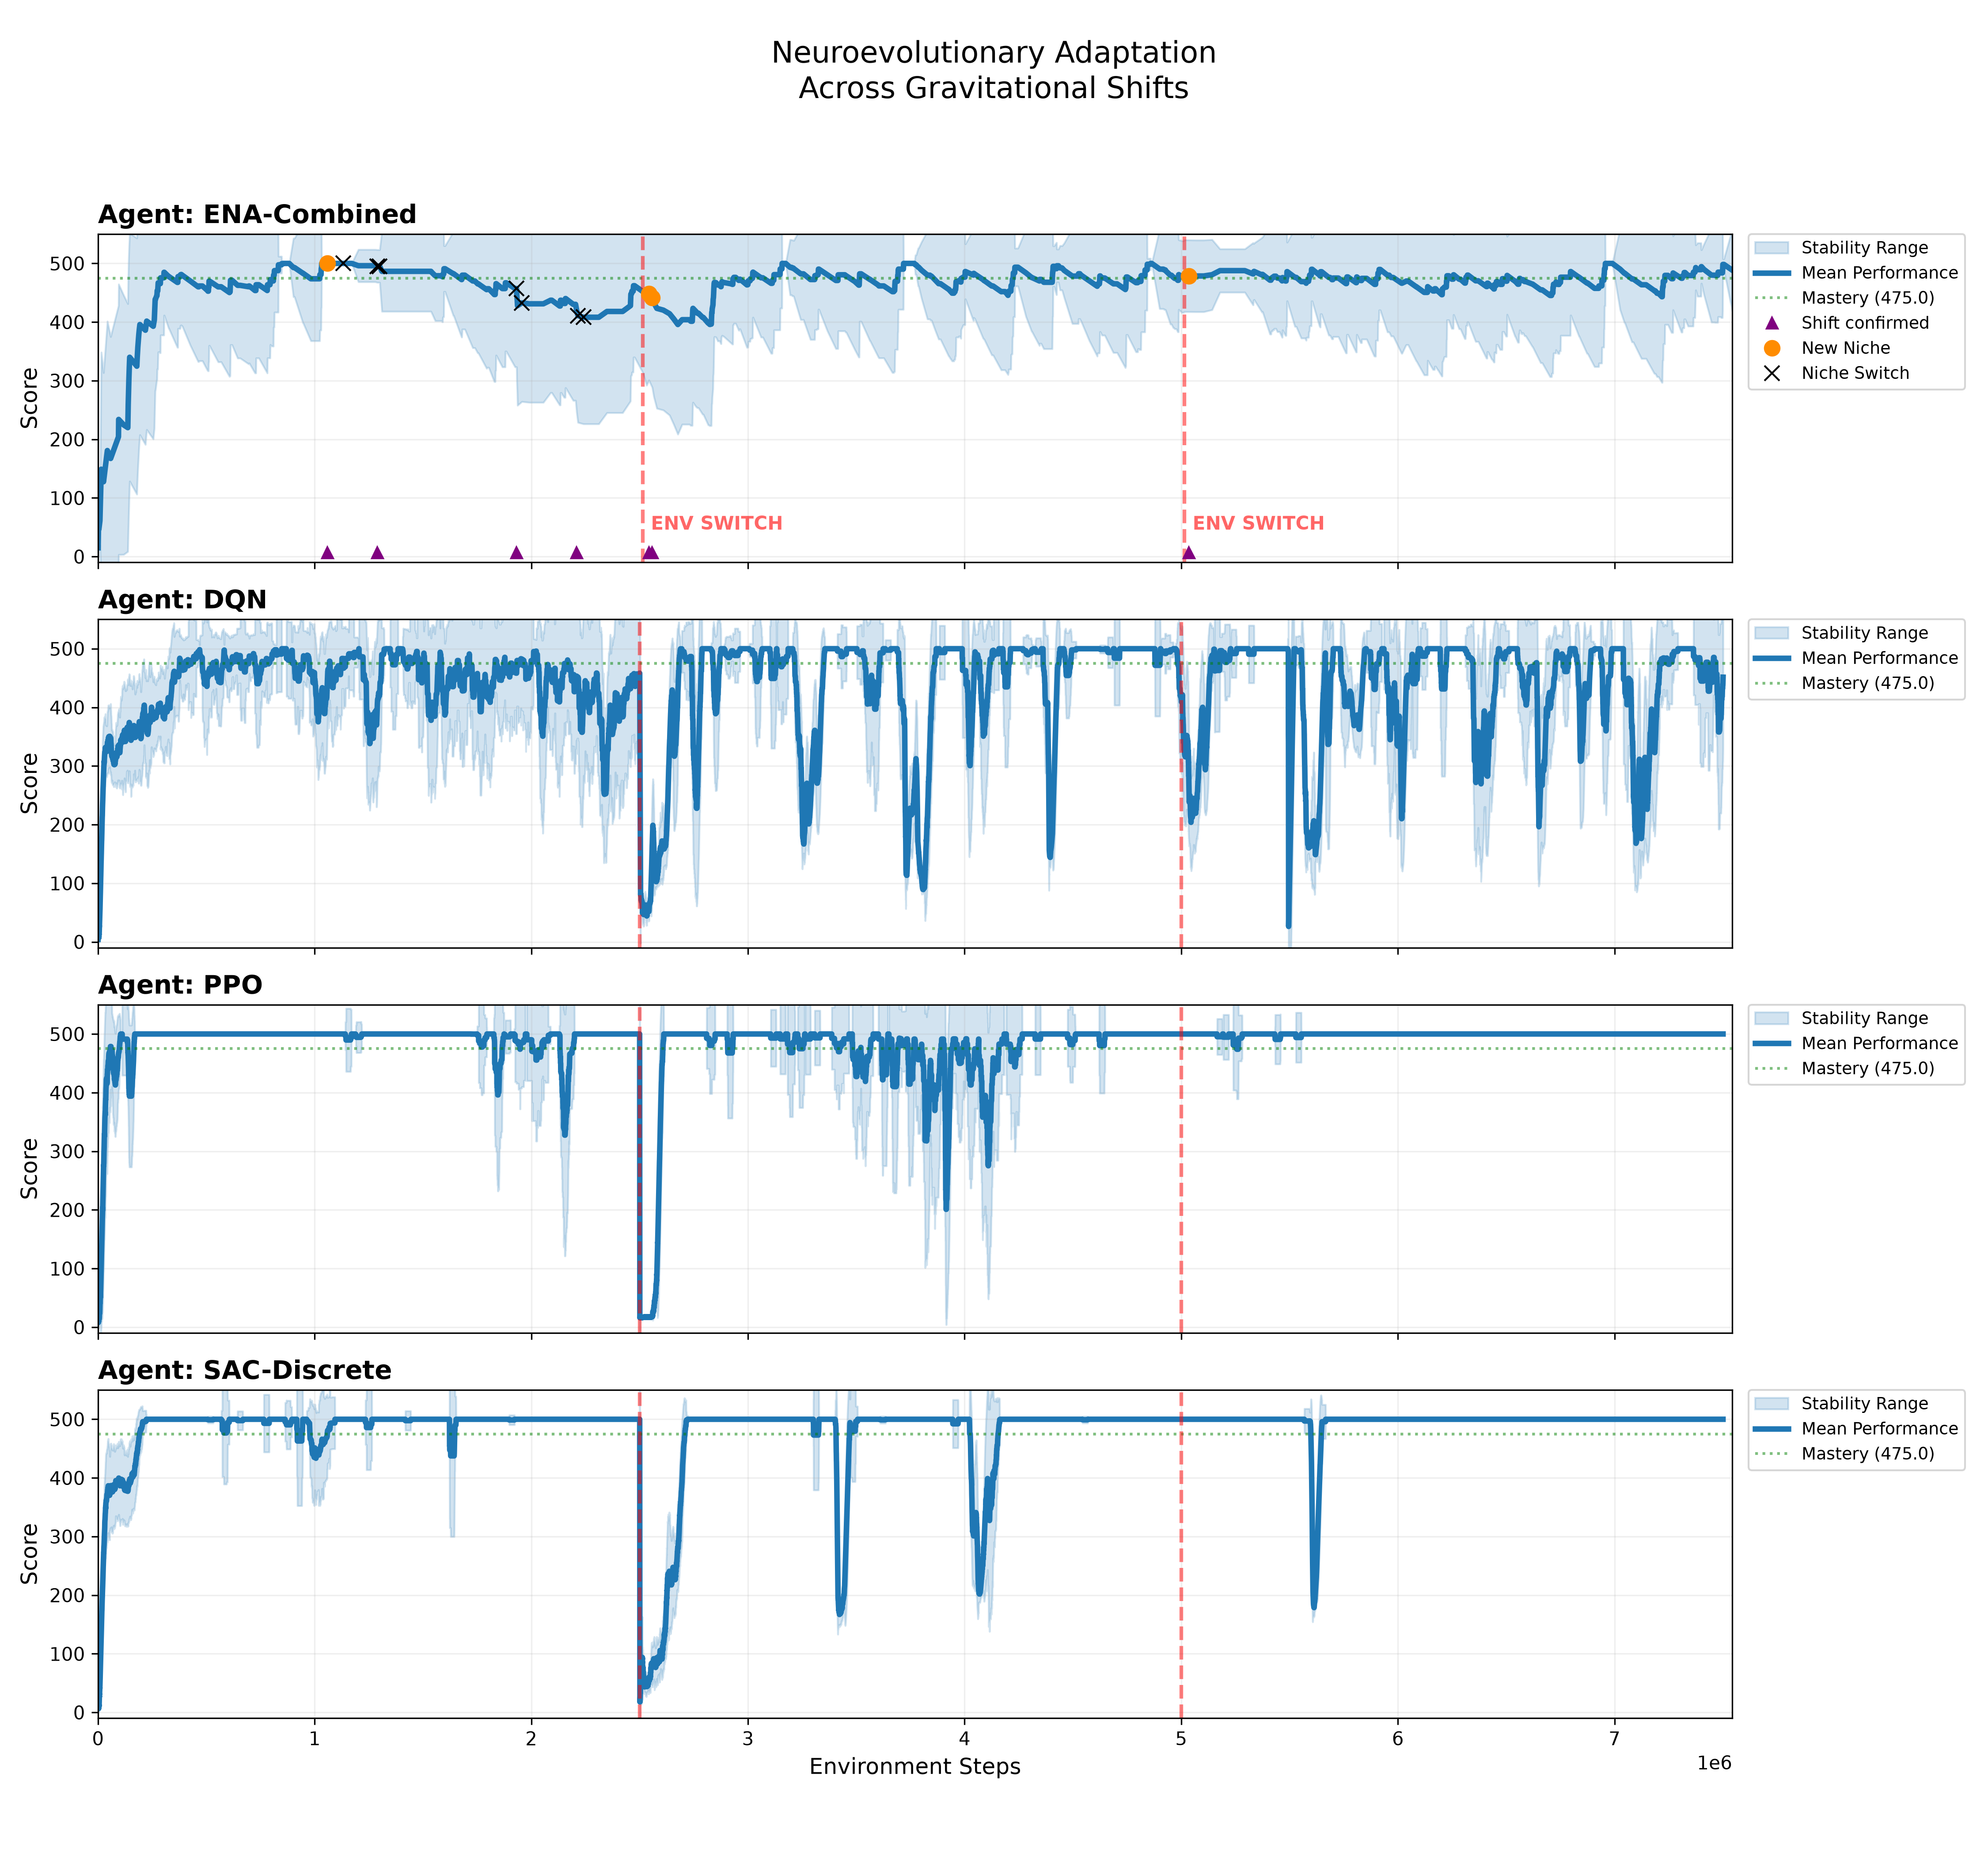 Neuroevolutionary Adaptation
Across Gravitational Shifts
Agent: ENA-Combined
500
400
300
200
100
0
Score
ENV SWITCH
ENV SWITCH
Stability Range
Mean Performance
Mastery (475.0)
Shift confirmed
New Niche
Niche Switch
Agent: DQN
500
400
300
200
100
0
Score
Stability Range
Mean Performance
Mastery (475.0)
Agent: PPO
500
400
300
200
100
0
Score
Stability Range
Mean Performance
Mastery (475.0)
Agent: SAC-Discrete
500
400
300
200
100
0
Score
Stability Range
Mean Performance
Mastery (475.0)
0 1 2 3 4 5 6 7
1e6
Environment Steps